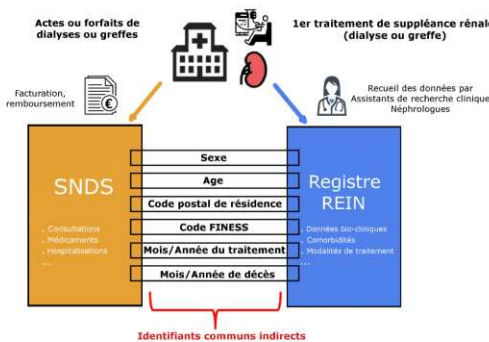 Actes ou forfaits de
dialyses ou greffes
1er traitement de suppléance rénale
(dialyse ou greffe)
Facturation,
remboursement
Recueil des données par
Assistants de recherche clinique
Néphrologues
SNDS
. Consultations
. Médicaments
. Hospitalisations
...
Sexe
Age
Code postal de résidence
Code FINESS
Mois/Année du traitement
Mois/Année de décès
Registre
REIN
. Données bio-cliniques
. Comorbidités
. Modalités de traitement
...
Identifiants communs indirects